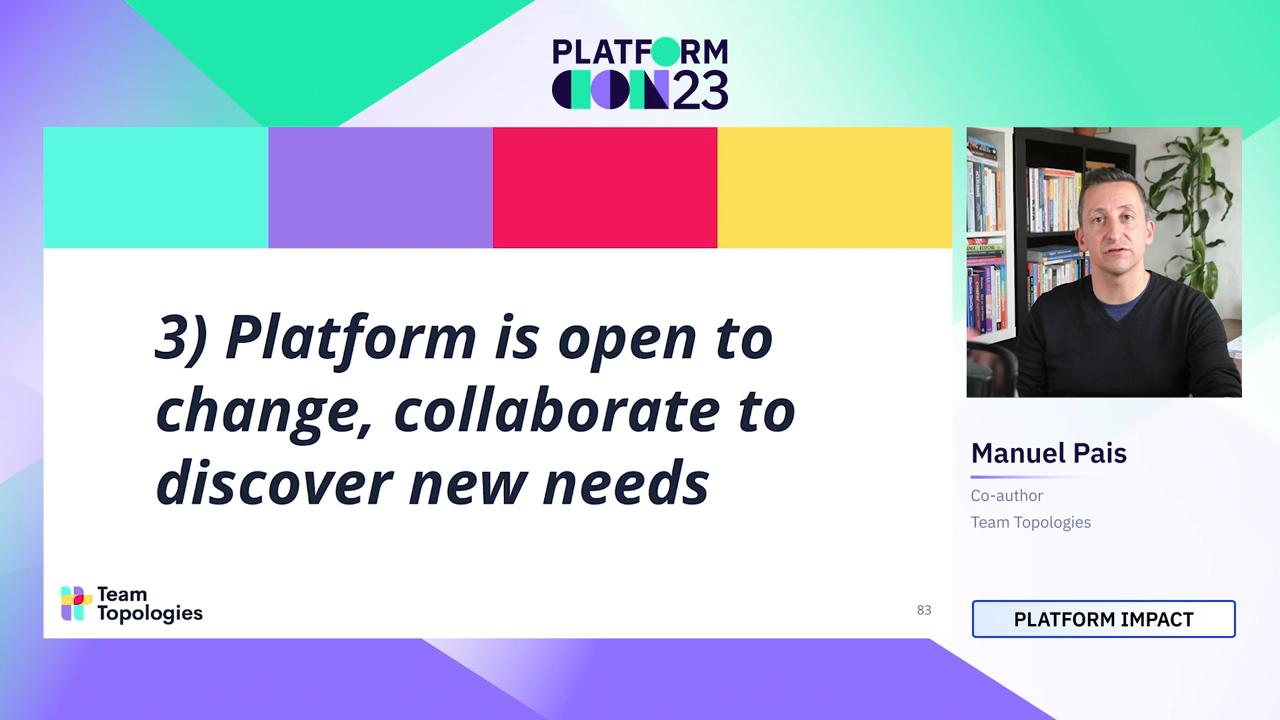 PLATFORM
CON23
3) Platform is open to
change, collaborate to
discover new needs
Team
Topologies
83
Manuel Pais
Co-author
Team Topologies
PLATFORM IMPACT